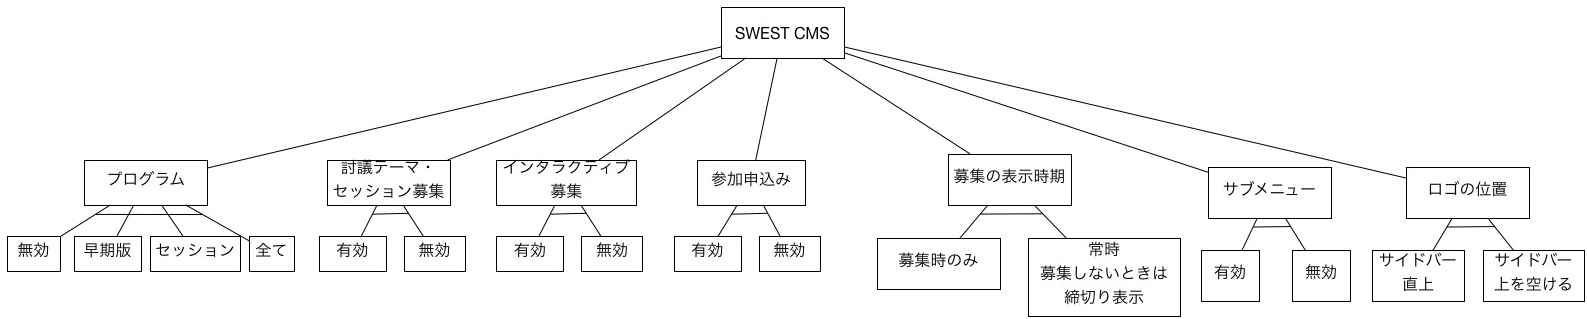 SWEST CMS
プログラム
討議テーマ・
セッション募集
インタラクティブ
募集
参加申込み
募集の表示時期
サブメニュー
ロゴの位置
無効
早期版
セッション
全て
有効
無効
有効
無効
有効
無効
募集時のみ
常時
募集しないときは
締切り表示
有効
無効
サイドバー
直上
サイドバー
上を空ける